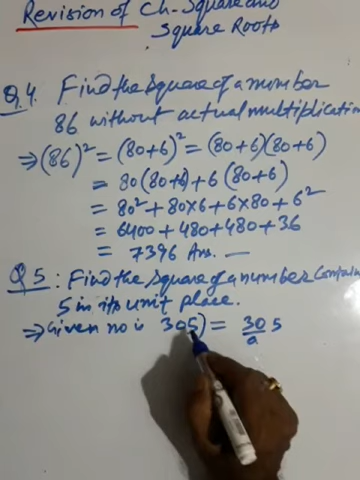 Revision of Ch-Square and
Square Roots
Q.4 Find the square of a number
86 without actual multiplication
⇒ (86)² = (80+6)² = (80+6)(80+6)
= 80(80+6)+6(80+6)
= 80²+80×6+6×80+6²
= 6400+480+480+36
= 7396 Ans.
Q5: Find the square of a number contain
5 in its unit place.
⇒ Given no is 305) = 30 5
a